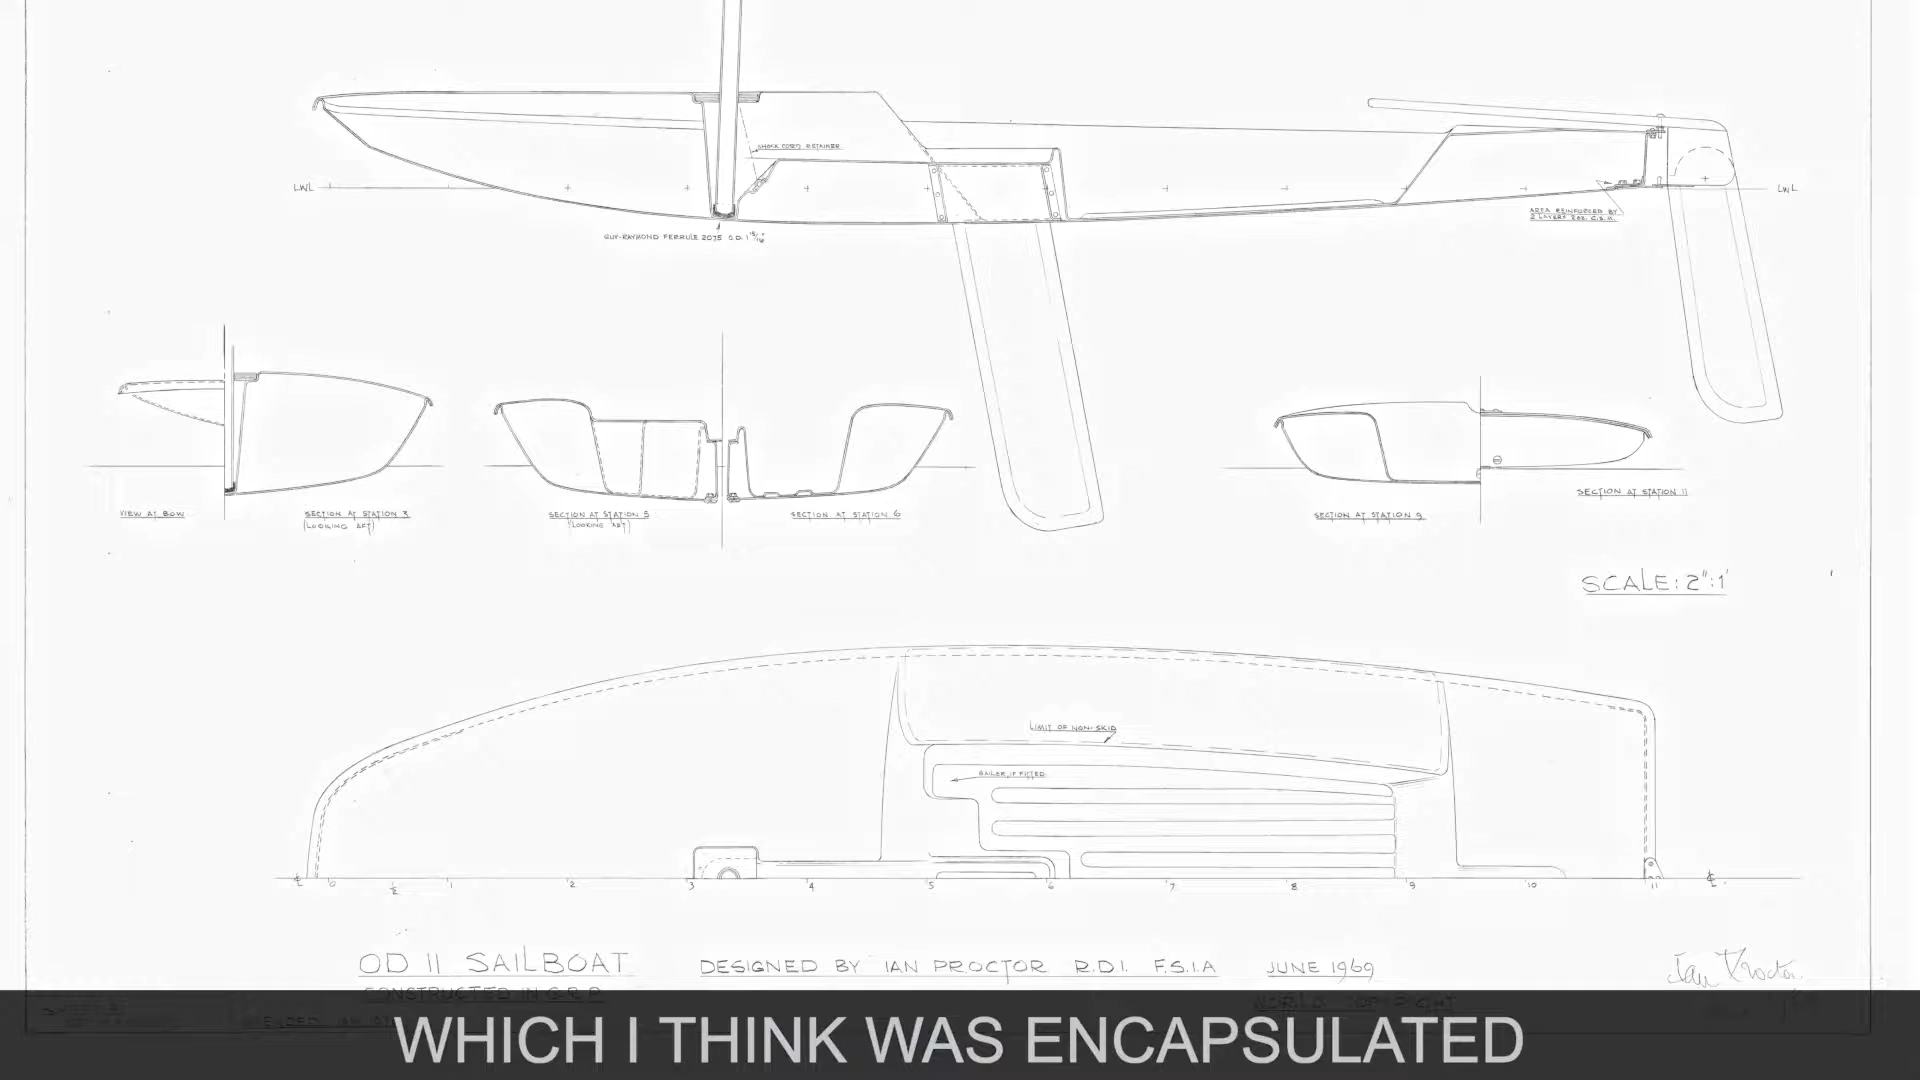 SHOCK CORD RETAINER
LWL
LWL
AREA REINFORCED BY
2 LAYERS 2oz. C.S.M.
GUY-RAYMOND FERRULE 2075 O.D. 1 5/16"
VIEW AT BOW
SECTION AT STATION 3
(LOOKING AFT)
SECTION AT STATION 5
(LOOKING AFT)
SECTION AT STATION 6
SECTION AT STATION 9
SECTION AT STATION 11
SCALE: 2":1'
LIMIT OF NON-SKID
BAILER IF FITTED
0 ½ 1 2 3 4 5 6 7 8 9 10 11
OD 11 SAILBOAT
DESIGNED BY IAN PROCTOR R.D.I. F.S.I.A
JUNE 1969
Ian Proctor.
CONSTRUCTED IN G.R.P.
WORLD COPYRIGHT
WHICH I THINK WAS ENCAPSULATED